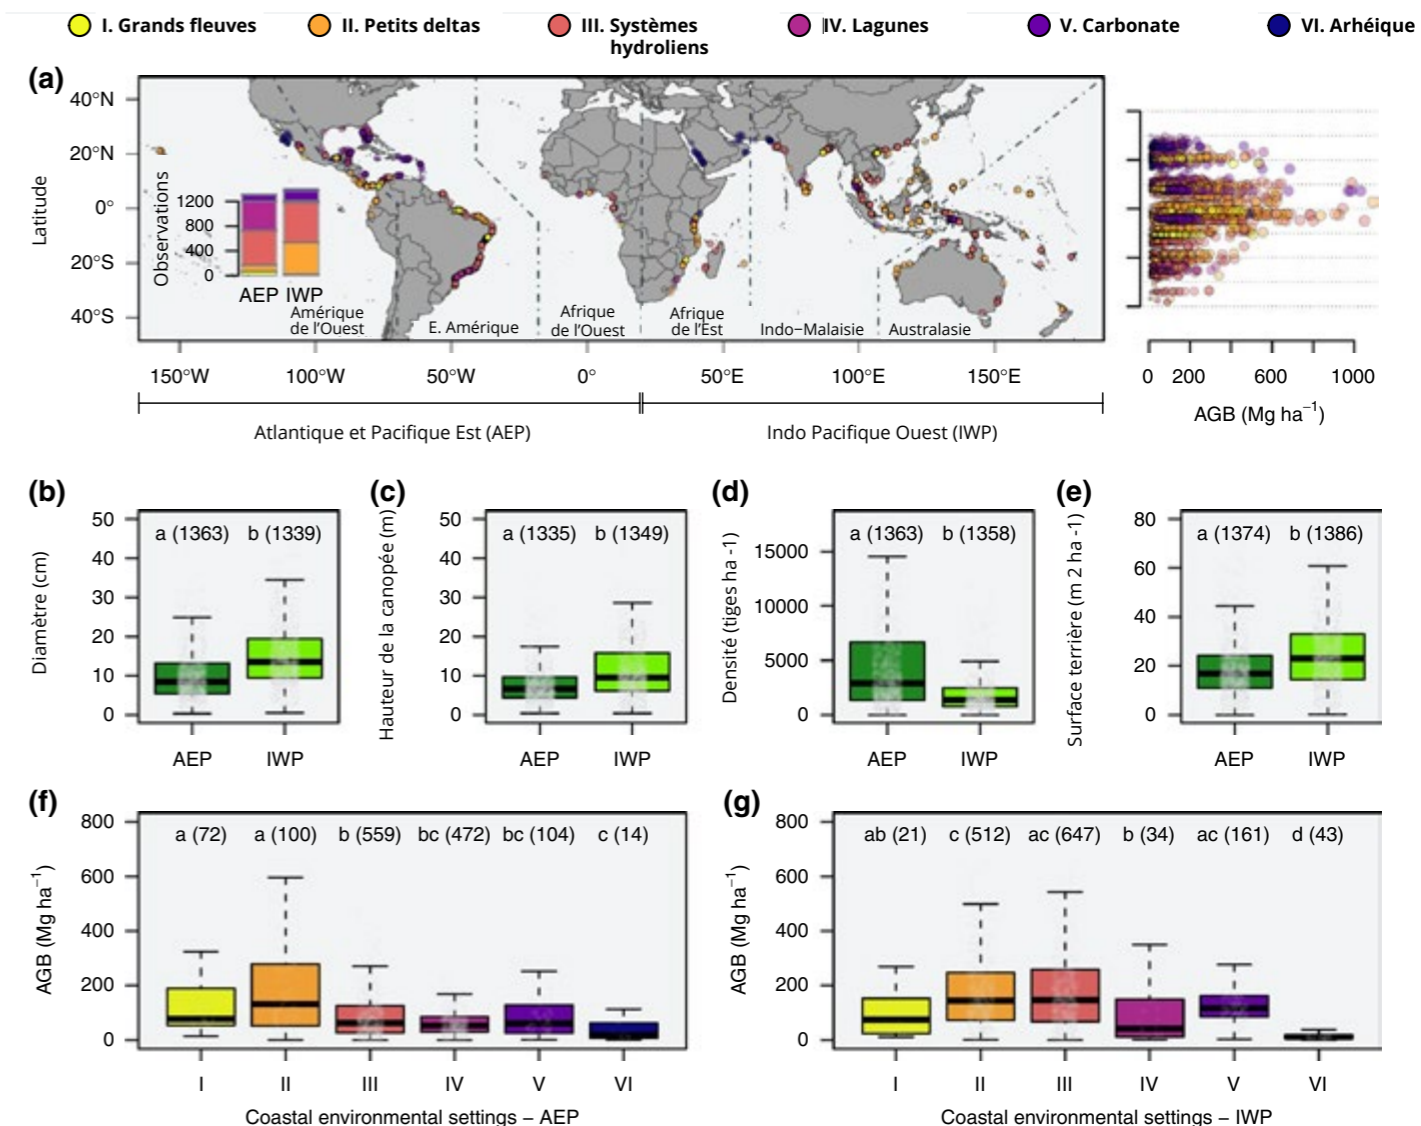 I. Grands fleuves II. Petits deltas III. Systèmes IV. Lagunes V. Carbonate VI. Arhéique
hydroliens
(a)
40°N
20°N
0°
20°S
40°S
Latitude
Observations
1200
800
400
0
AEP IWP
Amérique
de l'Ouest
E. Amérique
Afrique
de l'Ouest
Afrique
de l'Est
Indo−Malaisie
Australasie
150°W 100°W 50°W 0° 50°E 100°E 150°E
Atlantique et Pacifique Est (AEP) Indo Pacifique Ouest (IWP)
0 200 600 1000
AGB (Mg ha−1)
(b)
Diamètre (cm)
50
40
30
20
10
0
a (1363) b (1339)
AEP IWP
(c)
Hauteur de la canopée (m)
50
40
30
20
10
0
a (1335) b (1349)
AEP IWP
(d)
Densité (tiges ha -1)
15000
10000
5000
0
a (1363) b (1358)
AEP IWP
(e)
Surface terrière (m 2 ha -1)
80
60
40
20
0
a (1374) b (1386)
AEP IWP
(f)
AGB (Mg ha−1)
800
600
400
200
0
a (72) a (100) b (559) bc (472) bc (104) c (14)
I II III IV V VI
Coastal environmental settings − AEP
(g)
AGB (Mg ha−1)
800
600
400
200
0
ab (21) c (512) ac (647) b (34) ac (161) d (43)
I II III IV V VI
Coastal environmental settings − IWP